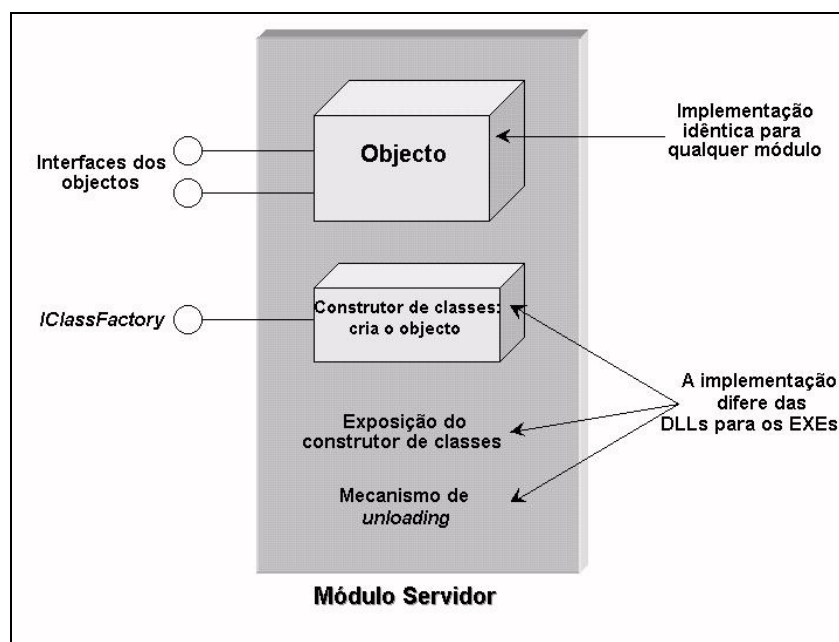 Objecto
Implementação
idêntica para
qualquer módulo
Interfaces dos
objectos
IClassFactory
Construtor de classes:
cria o objecto
A implementação
difere das
DLLs para os EXEs
Exposição do
construtor de classes
Mecanismo de
unloading
Módulo Servidor